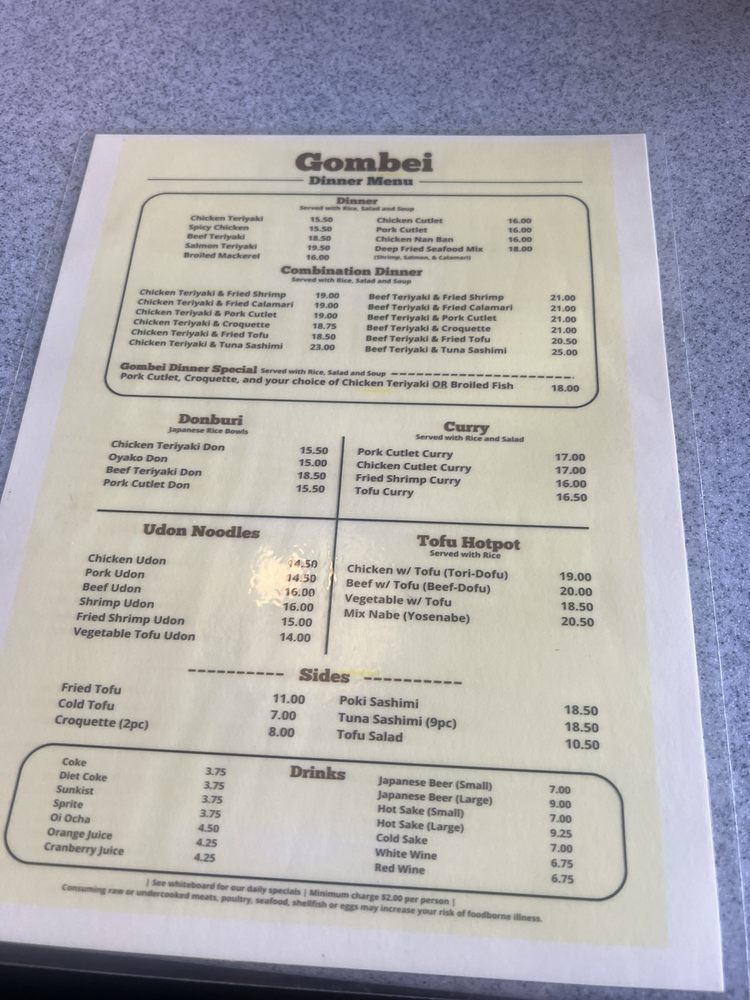 Gombei
Dinner Menu
Dinner
Served with Rice, Salad and Soup
Chicken Teriyaki 15.50
Spicy Chicken 15.50
Beef Teriyaki 18.50
Salmon Teriyaki 19.50
Broiled Mackerel 16.00
Chicken Cutlet 16.00
Pork Cutlet 16.00
Chicken Nan Ban 16.00
Deep Fried Seafood Mix 18.00
(Shrimp, Salmon, & Calamari)
Combination Dinner
Served with Rice, Salad and Soup
Chicken Teriyaki & Fried Shrimp 19.00
Chicken Teriyaki & Fried Calamari 19.00
Chicken Teriyaki & Pork Cutlet 19.00
Chicken Teriyaki & Croquette 18.75
Chicken Teriyaki & Fried Tofu 18.50
Chicken Teriyaki & Tuna Sashimi 23.00
Beef Teriyaki & Fried Shrimp 21.00
Beef Teriyaki & Fried Calamari 21.00
Beef Teriyaki & Pork Cutlet 21.00
Beef Teriyaki & Croquette 21.00
Beef Teriyaki & Fried Tofu 20.50
Beef Teriyaki & Tuna Sashimi 25.00
Gombei Dinner Special Served with Rice, Salad and Soup
Pork Cutlet, Croquette, and your choice of Chicken Teriyaki OR Broiled Fish 18.00
Donburi
Japanese Rice Bowls
Chicken Teriyaki Don 15.50
Oyako Don 15.00
Beef Teriyaki Don 18.50
Pork Cutlet Don 15.50
Curry
Served with Rice and Salad
Pork Cutlet Curry 17.00
Chicken Cutlet Curry 17.00
Fried Shrimp Curry 16.00
Tofu Curry 16.50
Udon Noodles
Chicken Udon 14.50
Pork Udon 14.50
Beef Udon 16.00
Shrimp Udon 16.00
Fried Shrimp Udon 15.00
Vegetable Tofu Udon 14.00
Tofu Hotpot
Served with Rice
Chicken w/ Tofu (Tori-Dofu) 19.00
Beef w/ Tofu (Beef-Dofu) 20.00
Vegetable w/ Tofu 18.50
Mix Nabe (Yosenabe) 20.50
Sides
Fried Tofu 11.00
Cold Tofu 7.00
Croquette (2pc) 8.00
Poki Sashimi 18.50
Tuna Sashimi (9pc) 18.50
Tofu Salad 10.50
Drinks
Coke 3.75
Diet Coke 3.75
Sunkist 3.75
Sprite 3.75
Oi Ocha 4.50
Orange Juice 4.25
Cranberry Juice 4.25
Japanese Beer (Small) 7.00
Japanese Beer (Large) 9.00
Hot Sake (Small) 7.00
Hot Sake (Large) 9.25
Cold Sake 7.00
White Wine 6.75
Red Wine 6.75
| See whiteboard for our daily specials | Minimum charge $2.00 per person |
Consuming raw or undercooked meats, poultry, seafood, shellfish or eggs may increase your risk of foodborne illness.